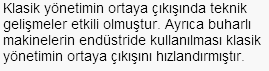 Klasik yönetimin ortaya çıkışında teknik
gelişmeler etkili olmuştur. Ayrıca buharlı
makinelerin endüstride kullanılması klasik
yönetimin ortaya çıkışını hızlandırmıştır.